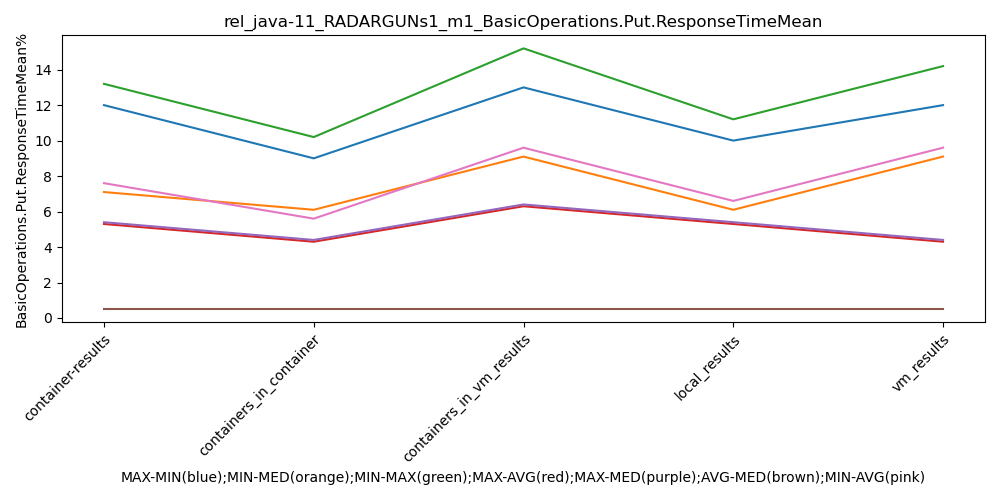 rel_java-11_RADARGUNs1_m1_BasicOperations.Put.ResponseTimeMean
BasicOperations.Put.ResponseTimeMean%
14
12
10
8
6
4
2
0
container-results
containers_in_container
containers_in_vm_results
local_results
vm_results
MAX-MIN(blue);MIN-MED(orange);MIN-MAX(green);MAX-AVG(red);MAX-MED(purple);AVG-MED(brown);MIN-AVG(pink)